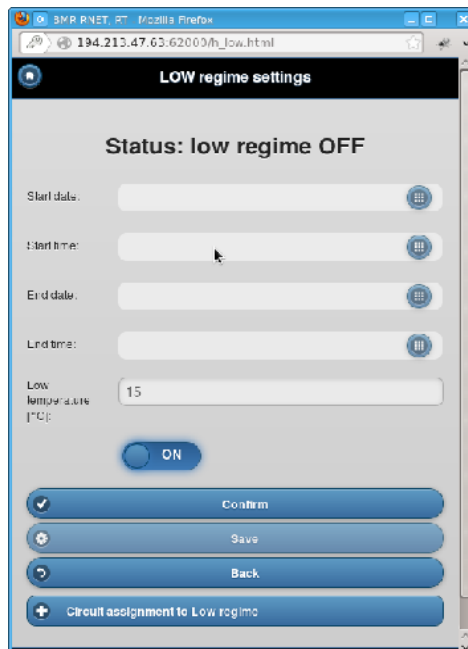 BMR RNET, RT - Mozilla Firefox
194.213.47.63:62000/h_low.html
LOW regime settings
Status: low regime OFF
Start date:
Start time:
End date:
End time:
Low
temperature
[°C]:
15
ON
Confirm
Save
Back
Circuit assignment to Low regime